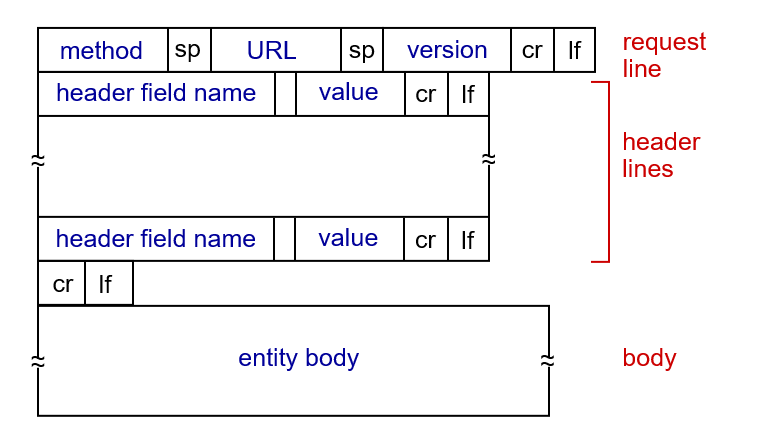 method sp URL sp version cr lf request
line
header field name value cr lf
header
lines
header field name value cr lf
cr lf
entity body body